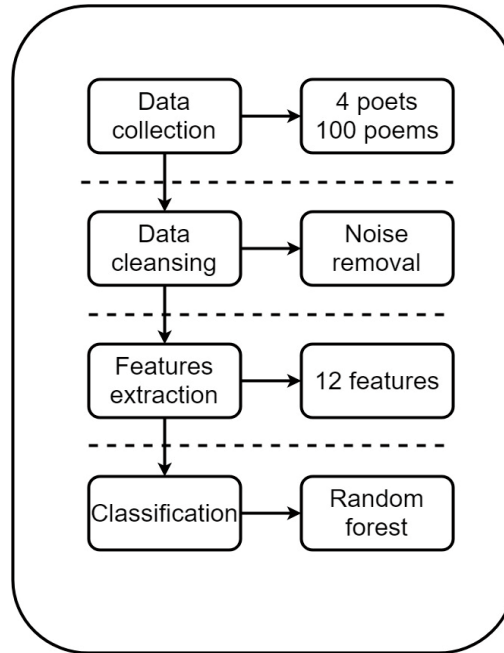 Data
collection
4 poets
100 poems
Data
cleansing
Noise
removal
Features
extraction
12 features
Classification
Random
forest